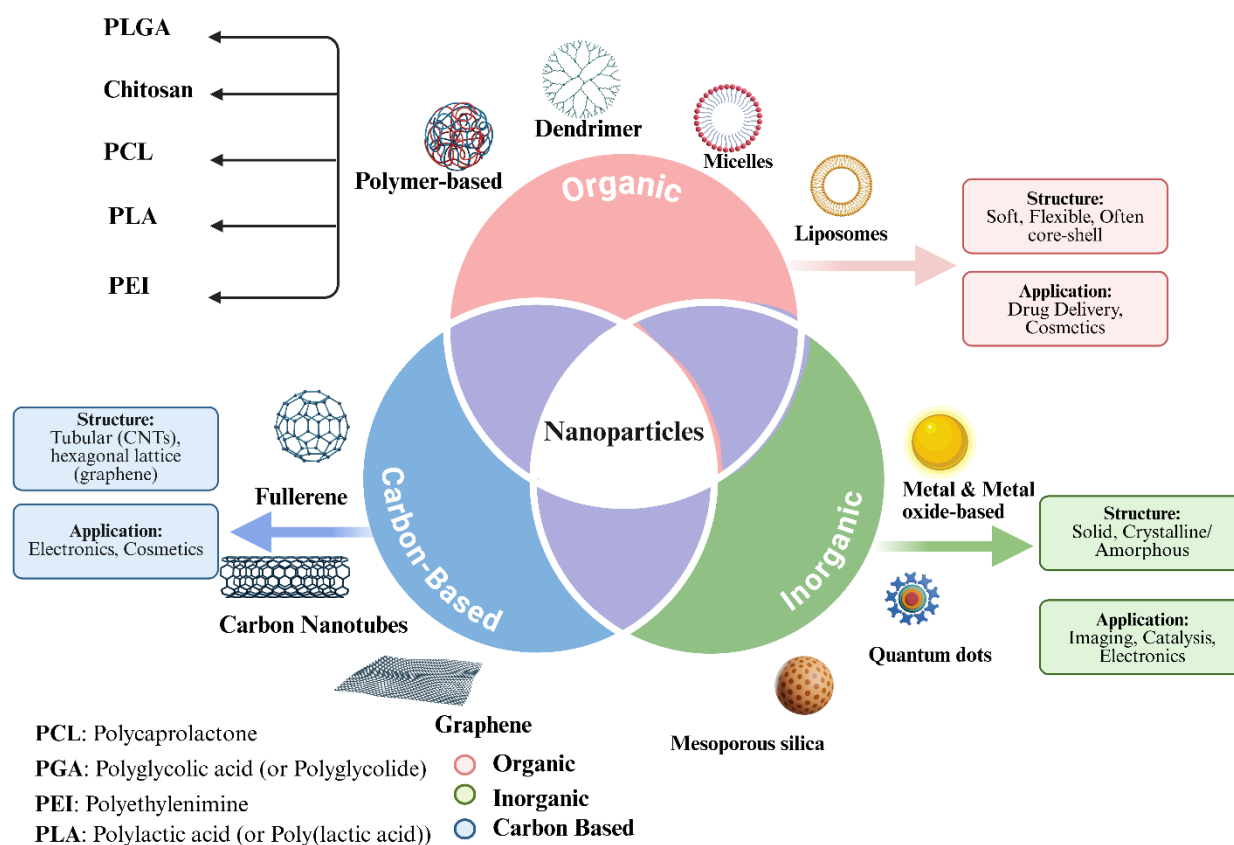 PLGA
Chitosan
PCL
PLA
PEI
Polymer-based
Dendrimer
Micelles
Liposomes
Organic
Structure:
Soft, Flexible, Often
core-shell
Application:
Drug Delivery,
Cosmetics
Nanoparticles
Structure:
Tubular (CNTs),
hexagonal lattice
(graphene)
Application:
Electronics, Cosmetics
Fullerene
Carbon Nanotubes
Graphene
Carbon-Based
Inorganic
Metal & Metal
oxide-based
Quantum dots
Mesoporous silica
Structure:
Solid, Crystalline/
Amorphous
Application:
Imaging, Catalysis,
Electronics
PCL: Polycaprolactone
PGA: Polyglycolic acid (or Polyglycolide)
PEI: Polyethylenimine
PLA: Polylactic acid (or Poly(lactic acid))
Organic
Inorganic
Carbon Based